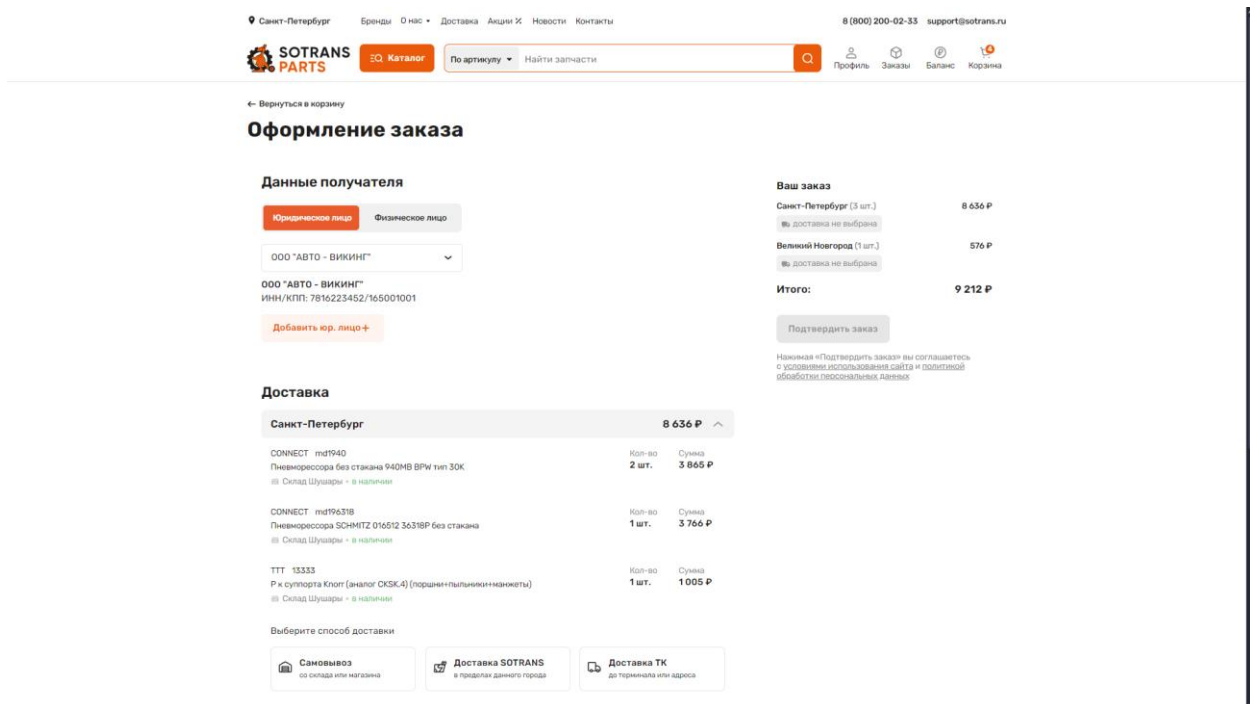 Санкт-Петербург Бренды О нас Доставка Акции Новости Контакты 8 (800) 200-02-33 support@sotrans.ru
SOTRANS PARTS Каталог По артикулу Найти запчасти Профиль Заказы Баланс Корзина 4
← Вернуться в корзину
Оформление заказа
Данные получателя
Юридическое лицо Физическое лицо
ООО "АВТО - ВИКИНГ"
ООО "АВТО - ВИКИНГ"
ИНН/КПП: 7816223452/165001001
Добавить юр. лицо+
Ваш заказ
Санкт-Петербург (3 шт.) 8 636 ₽
доставка не выбрана
Великий Новгород (1 шт.) 576 ₽
доставка не выбрана
Итого: 9 212 ₽
Подтвердить заказ
Нажимая «Подтвердить заказ» вы соглашаетесь
с условиями использования сайта и политикой
обработки персональных данных
Доставка
Санкт-Петербург 8 636 ₽
CONNECT md1940 Кол-во Сумма
Пневморессора без стакана 940MB BPW тип 30K 2 шт. 3 865 ₽
Склад Шушары - в наличии
CONNECT md196318 Кол-во Сумма
Пневморессора SCHMITZ 016512 36318P без стакана 1 шт. 3 766 ₽
Склад Шушары - в наличии
TTT 13333 Кол-во Сумма
Р к суппорта Knorr (аналог CKSK.4) (поршни+пыльники+манжеты) 1 шт. 1 005 ₽
Склад Шушары - в наличии
Выберите способ доставки
Самовывоз Доставка SOTRANS Доставка ТК
со склада или магазина в пределах данного города до терминала или адреса